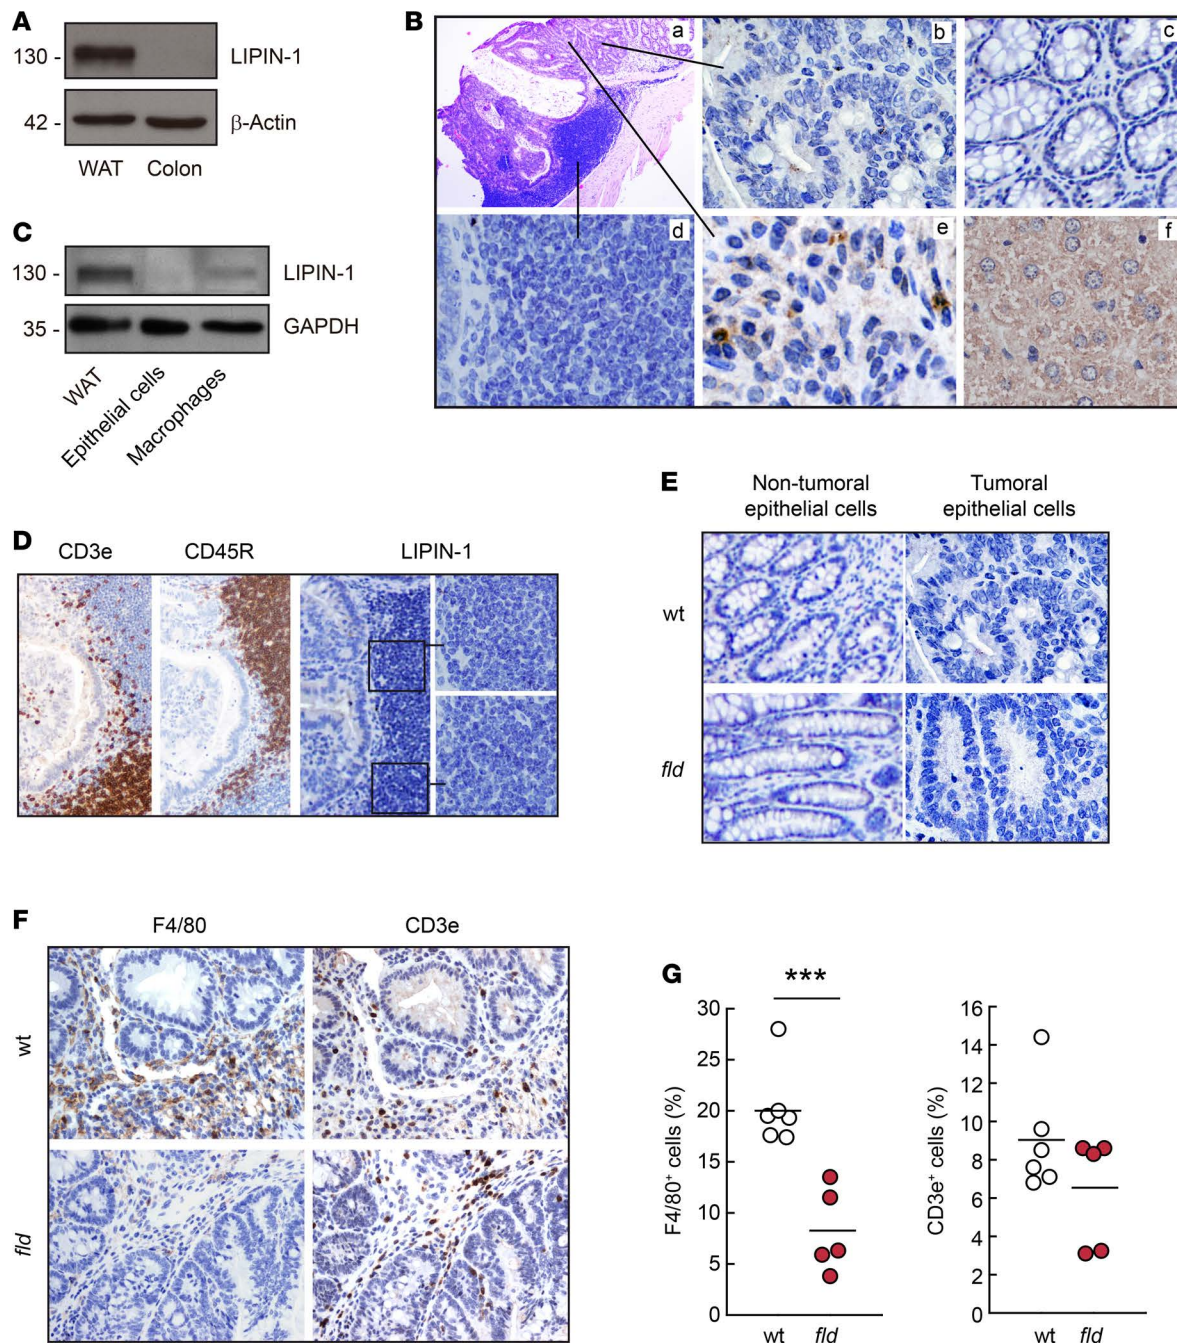 A
130 - LIPIN-1
42 - β-Actin
WAT Colon
B
a b c
d e f
C
130 - LIPIN-1
35 - GAPDH
WAT
Epithelial cells
Macrophages
D
CD3e CD45R LIPIN-1
E
Non-tumoral
epithelial cells
Tumoral
epithelial cells
wt
fld
F
F4/80 CD3e
wt
fld
G
***
F4/80⁺ cells (%)
30
25
20
15
10
5
0
wt fld
CD3e⁺ cells (%)
16
14
12
10
8
6
4
2
0
wt fld